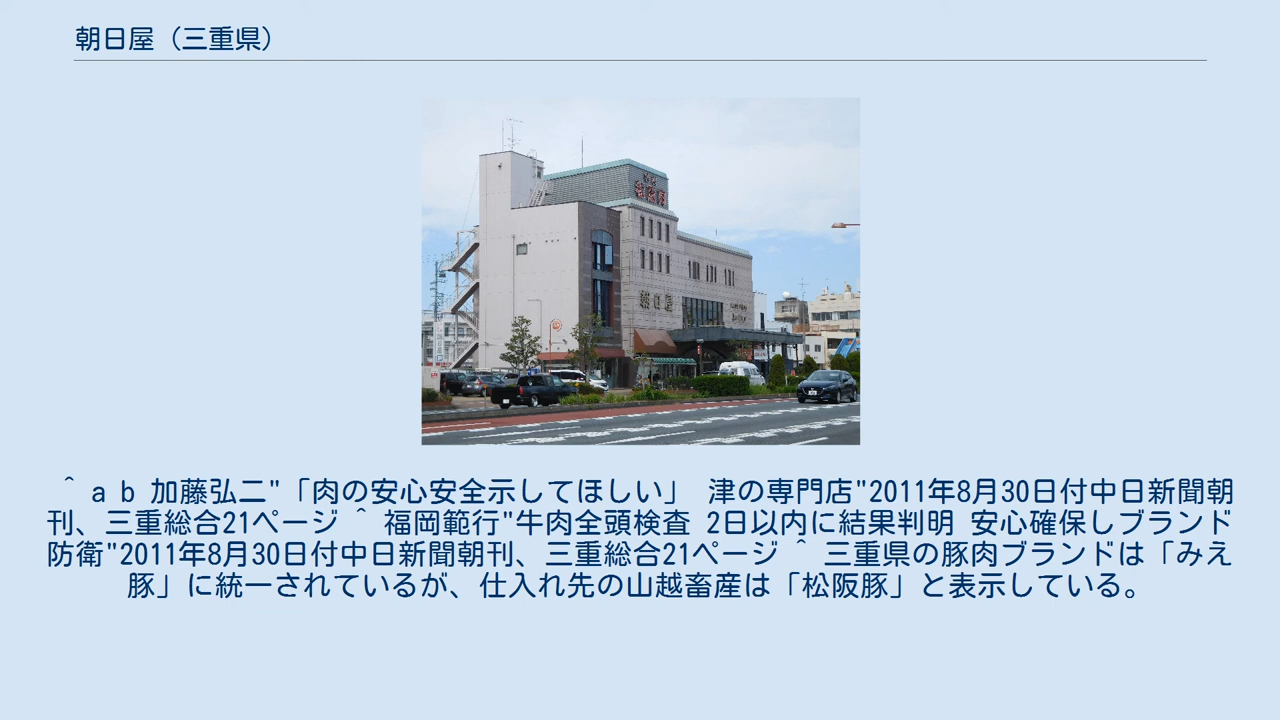 朝日屋（三重県）
朝日屋
^ a b 加藤弘二"「肉の安心安全示してほしい」 津の専門店"2011年8月30日付中日新聞朝
刊、三重総合21ページ ^ 福岡範行"牛肉全頭検査 2日以内に結果判明 安心確保しブランド
防衛"2011年8月30日付中日新聞朝刊、三重総合21ページ ^ 三重県の豚肉ブランドは「みえ
豚」に統一されているが、仕入れ先の山越畜産は「松阪豚」と表示している。